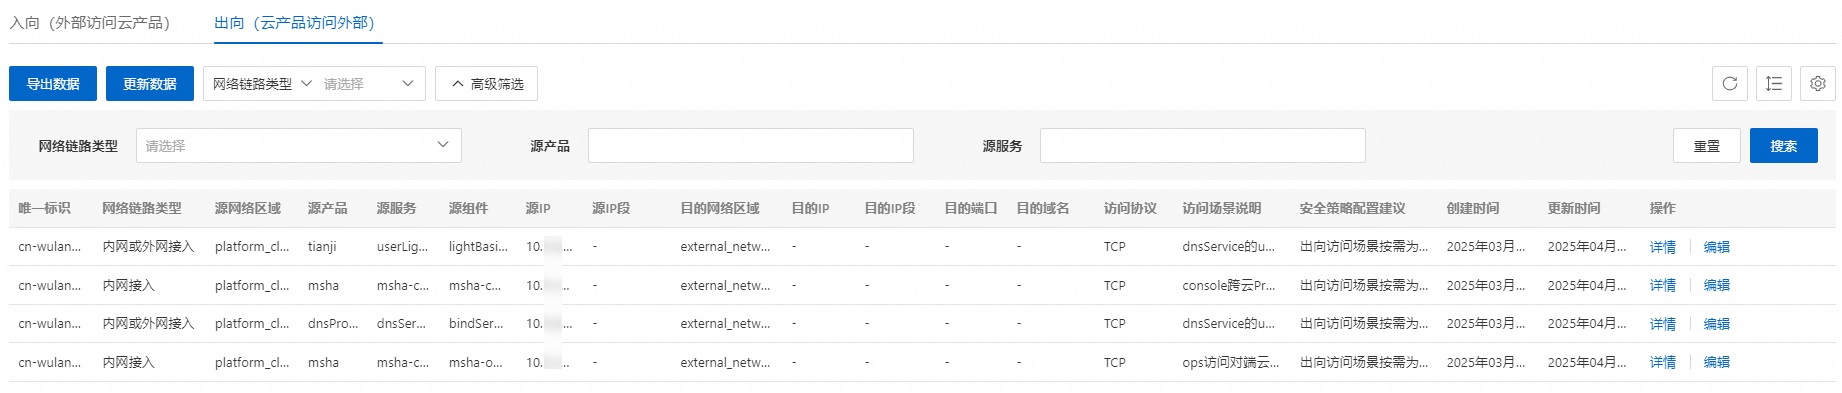 入向（外部访问云产品） 出向（云产品访问外部）
导出数据 更新数据 网络链路类型 请选择 高级筛选
网络链路类型 请选择 源产品 源服务 重置 搜索
唯一标识 网络链路类型 源网络区域 源产品 源服务 源组件 源IP 源IP段 目的网络区域 目的IP 目的IP段 目的端口 目的域名 访问协议 访问场景说明 安全策略配置建议 创建时间 更新时间 操作
cn-wulan... 内网或外网接入 platform_cl... tianji userLig... lightBasi... 10. ... - external_netw... - - - - TCP dnsService的u... 出向访问场景按需为... 2025年03月... 2025年04月... 详情 编辑
cn-wulan... 内网接入 platform_cl... msha msha-c... msha-c... 10. ... - external_netw... - - - - TCP console跨云Pr... 出向访问场景按需为... 2025年03月... 2025年04月... 详情 编辑
cn-wulan... 内网或外网接入 platform_cl... dnsPro... dnsSer... bindSer... 10. ... - external_netw... - - - - TCP dnsService的u... 出向访问场景按需为... 2025年03月... 2025年04月... 详情 编辑
cn-wulan... 内网接入 platform_cl... msha msha-c... msha-o... 10. ... - external_netw... - - - - TCP ops访问对端云... 出向访问场景按需为... 2025年03月... 2025年04月... 详情 编辑